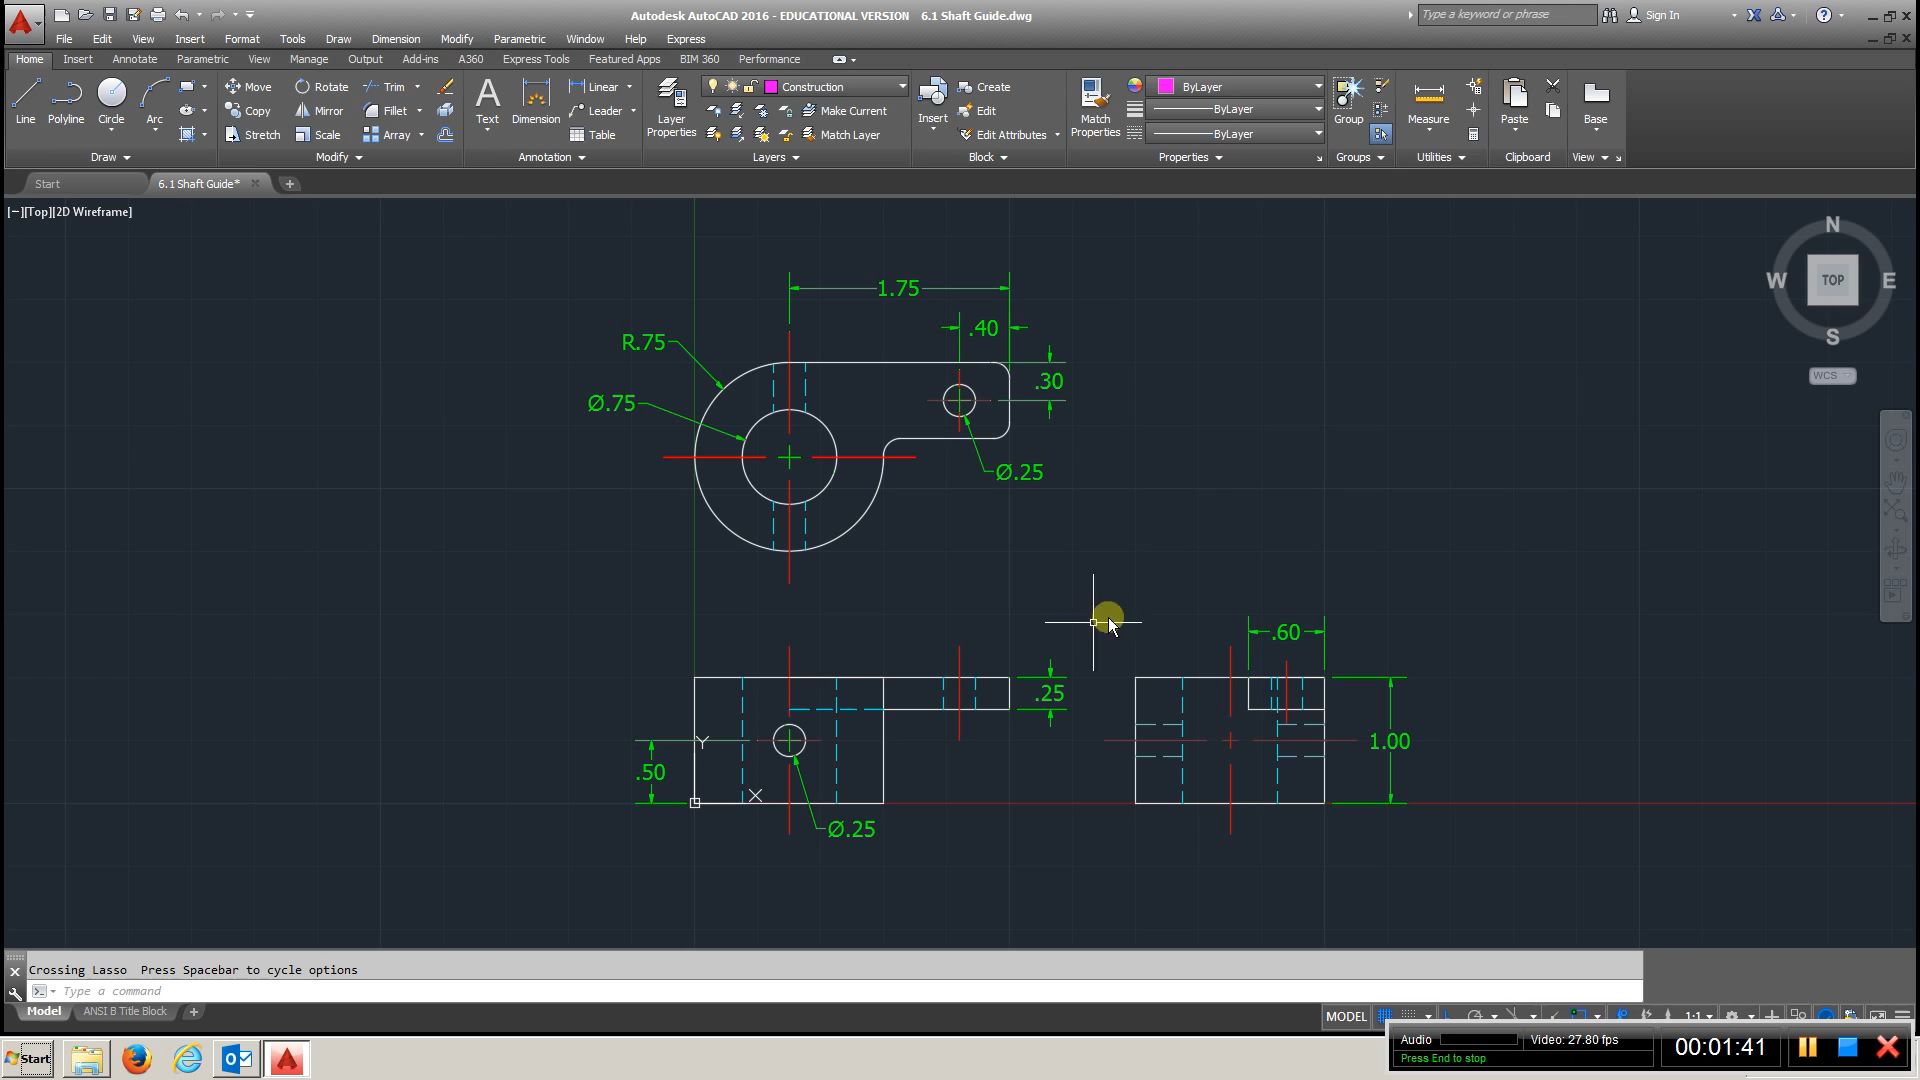 Autodesk AutoCAD 2016 - EDUCATIONAL VERSION 6.1 Shaft Guide.dwg
Type a keyword or phrase
Sign In
File Edit View Insert Format Tools Draw Dimension Modify Parametric Window Help Express
Home Insert Annotate Parametric View Manage Output Add-ins A360 Express Tools Featured Apps BIM 360 Performance
Line Polyline Circle Arc
Move Rotate Trim
Copy Mirror Fillet
Stretch Scale Array
Text Dimension
Linear
Leader
Table
Layer Properties
Construction
Make Current
Match Layer
Insert
Create
Edit
Edit Attributes
Match Properties
ByLayer
ByLayer
ByLayer
Group Measure Paste Base
Draw Modify Annotation Layers Block Properties Groups Utilities Clipboard View
Start 6.1 Shaft Guide*
[−][Top][2D Wireframe]
N
W TOP E
S
WCS
1.75
.40
R.75
.30
Ø.75
Ø.25
.60
.25
Y
1.00
.50
X
Ø.25
Crossing Lasso Press Spacebar to cycle options
Type a command
Model ANSI B Title Block
MODEL
1:1
Audio
Video: 27.80 fps
Press End to stop
00:01:41
Start